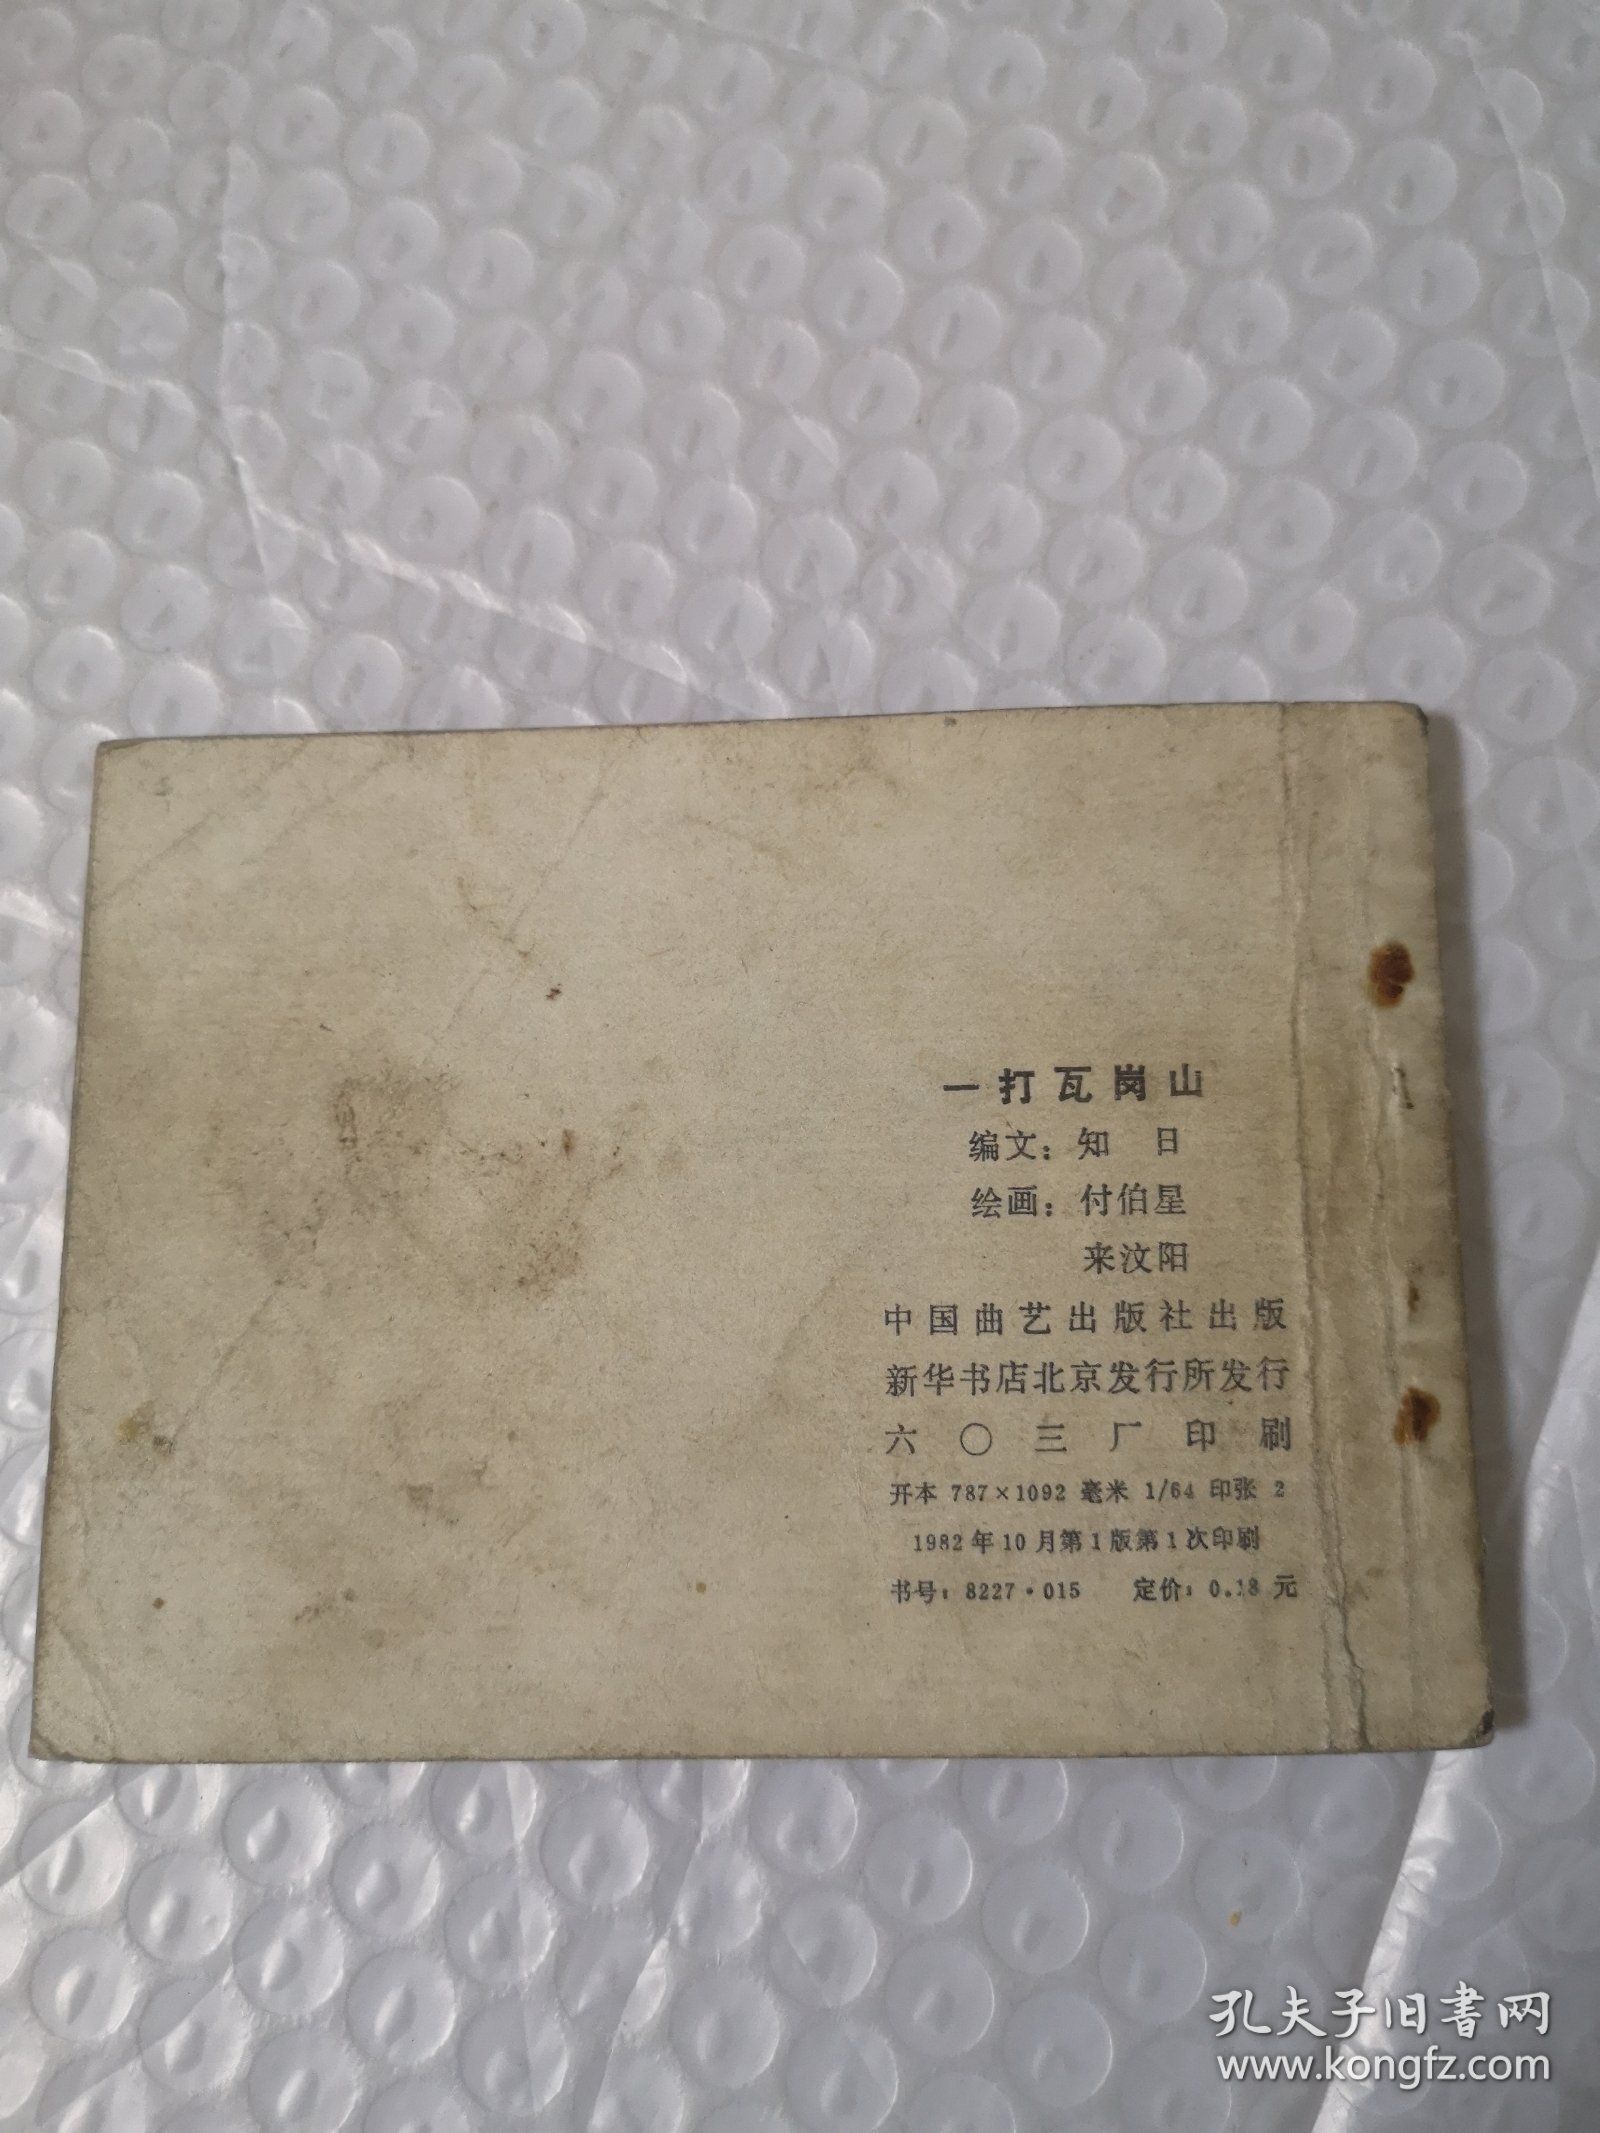 一打瓦岗山
编文：知 日
绘画：付伯星
来汶阳
中国曲艺出版社出版
新华书店北京发行所发行
六〇三厂印刷
开本 787×1092 毫米 1/64 印张 2
1982年10月第1版第1次印刷
书号：8227·015 定价：0.18 元
孔夫子旧书网
www.kongfz.com